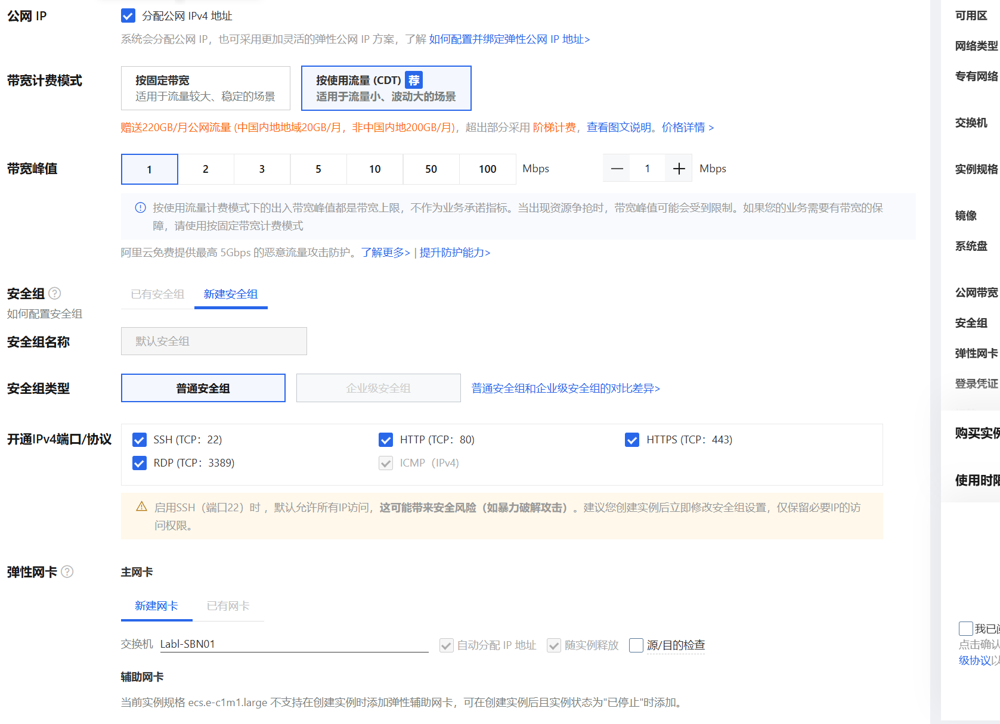 公网 IP
分配公网 IPv4 地址
系统会分配公网 IP，也可采用更加灵活的弹性公网 IP 方案，了解 如何配置并绑定弹性公网 IP 地址>
带宽计费模式
按固定带宽
适用于流量较大、稳定的场景
按使用流量 (CDT) 荐
适用于流量小、波动大的场景
赠送220GB/月公网流量 (中国内地地域20GB/月，非中国内地200GB/月)，超出部分采用 阶梯计费，查看图文说明。价格详情 >
带宽峰值
1 2 3 5 10 50 100 Mbps
1 Mbps
按使用流量计费模式下的出入带宽峰值都是带宽上限，不作为业务承诺指标。当出现资源争抢时，带宽峰值可能会受到限制。如果您的业务需要有带宽的保
障，请使用按固定带宽计费模式
阿里云免费提供最高 5Gbps 的恶意流量攻击防护。了解更多> | 提升防护能力>
安全组
如何配置安全组
已有安全组 新建安全组
安全组名称
默认安全组
安全组类型
普通安全组 企业级安全组 普通安全组和企业级安全组的对比差异>
开通IPv4端口/协议
SSH (TCP：22) HTTP (TCP：80) HTTPS (TCP：443)
RDP (TCP：3389) ICMP（IPv4)
启用SSH（端口22）时 ，默认允许所有IP访问，这可能带来安全风险（如暴力破解攻击）。建议您创建实例后立即修改安全组设置，仅保留必要IP的访
问权限。
弹性网卡
主网卡
新建网卡 已有网卡
交换机 Labl-SBN01 自动分配 IP 地址 随实例释放 源/目的检查
辅助网卡
当前实例规格 ecs.e-c1m1.large 不支持在创建实例时添加弹性辅助网卡，可在创建实例后且实例状态为"已停止"时添加。
可用区
网络类型
专有网络
交换机
实例规格
镜像
系统盘
公网带宽
安全组
弹性网卡
登录凭证
购买实例
使用时限
我已
点击确认
级协议以